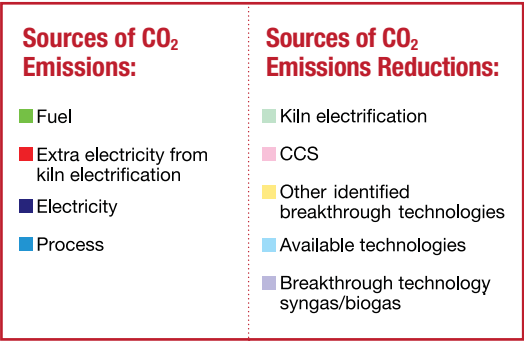 Sources of CO₂
Emissions:
Fuel
Extra electricity from
kiln electrification
Electricity
Process
Sources of CO₂
Emissions Reductions:
Kiln electrification
CCS
Other identified
breakthrough technologies
Available technologies
Breakthrough technology
syngas/biogas